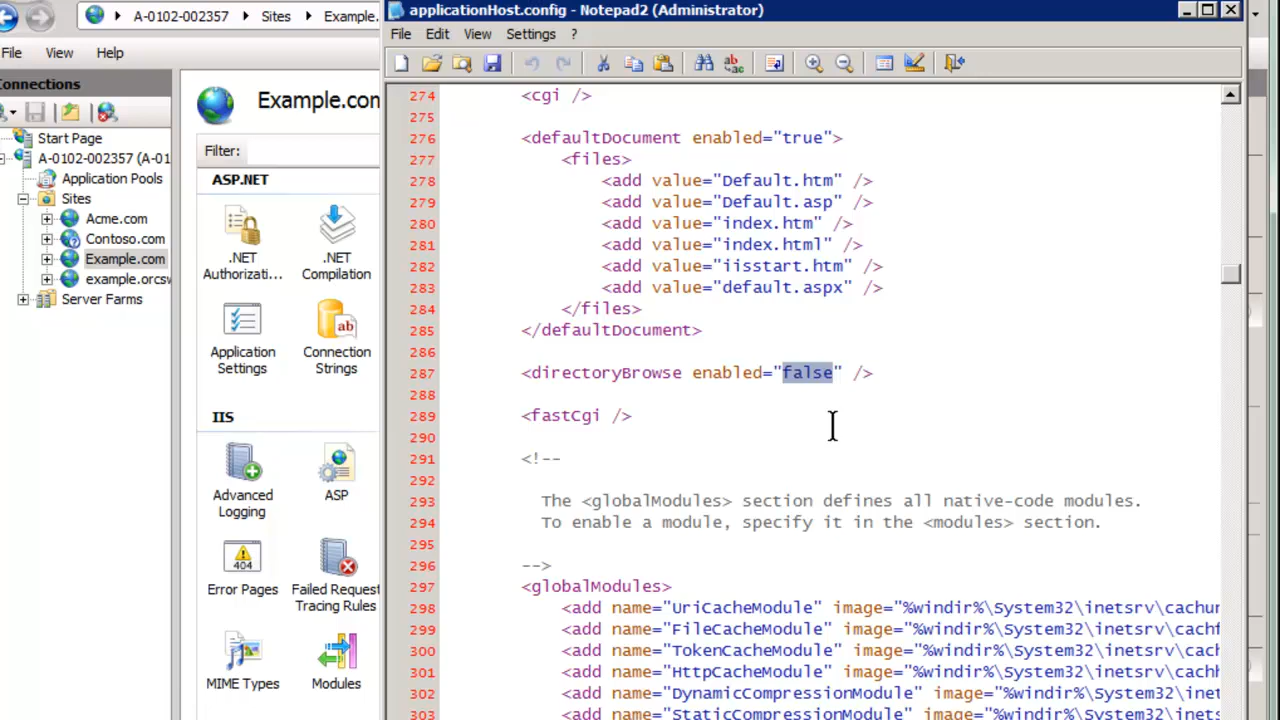 A-0102-002357 Sites Example.
File View Help
Connections
Start Page
A-0102-002357 (A-01
Application Pools
Sites
Acme.com
Contoso.com
Example.com
example.orcsw
Server Farms
Example.con
Filter:
ASP.NET
.NET Authorizati...
.NET Compilation
Application Settings
Connection Strings
ab
IIS
Advanced Logging
ASP
404
Error Pages
Failed Request Tracing Rules
MIME Types
Modules
applicationHost.config - Notepad2 (Administrator)
File Edit View Settings ?
274 <cgi />
275
276 <defaultDocument enabled="true">
277 <files>
278 <add value="Default.htm" />
279 <add value="Default.asp" />
280 <add value="index.htm" />
281 <add value="index.html" />
282 <add value="iisstart.htm" />
283 <add value="default.aspx" />
284 </files>
285 </defaultDocument>
286
287 <directoryBrowse enabled="false" />
288
289 <fastCgi />
290
291 <!--
292
293 The <globalModules> section defines all native-code modules.
294 To enable a module, specify it in the <modules> section.
295
296 -->
297 <globalModules>
298 <add name="UriCacheModule" image="%windir%\System32\inetsrv\cachur
299 <add name="FileCacheModule" image="%windir%\System32\inetsrv\cachf
300 <add name="TokenCacheModule" image="%windir%\System32\inetsrv\cach
301 <add name="HttpCacheModule" image="%windir%\System32\inetsrv\cachh
302 <add name="DynamicCompressionModule" image="%windir%\System32\inet
303 <add name="StaticCompressionModule" image="%windir%\System32\inets